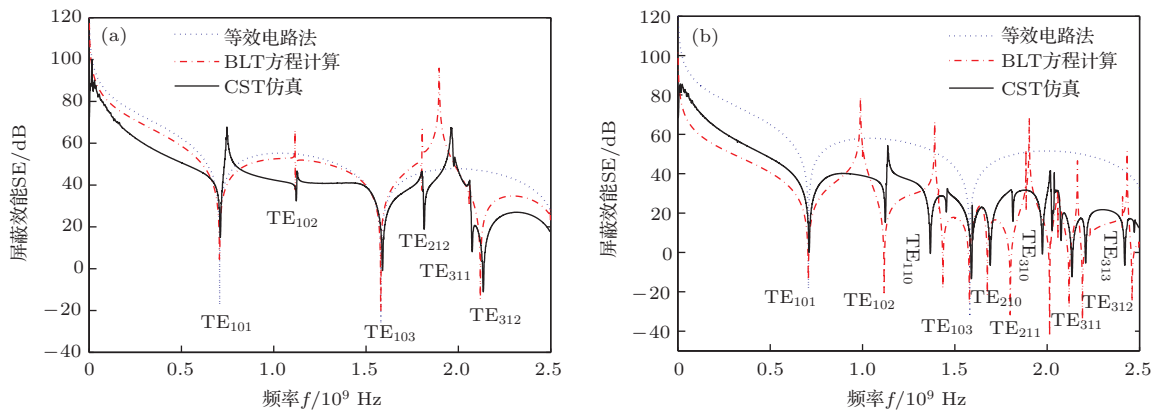 (a)
等效电路法
BLT方程计算
CST仿真
120
100
80
60
40
20
0
−20
−40
屏蔽效能SE/dB
TE102
TE212
TE311
TE101
TE103
TE312
0
0.5
1.0
1.5
2.0
2.5
频率f/10⁹ Hz
(b)
等效电路法
BLT方程计算
CST仿真
120
100
80
60
40
20
0
−20
−40
屏蔽效能SE/dB
TE101
TE102
TE110
TE103
TE210
TE211
TE310
TE311
TE313
TE312
0
0.5
1.0
1.5
2.0
2.5
频率f/10⁹ Hz